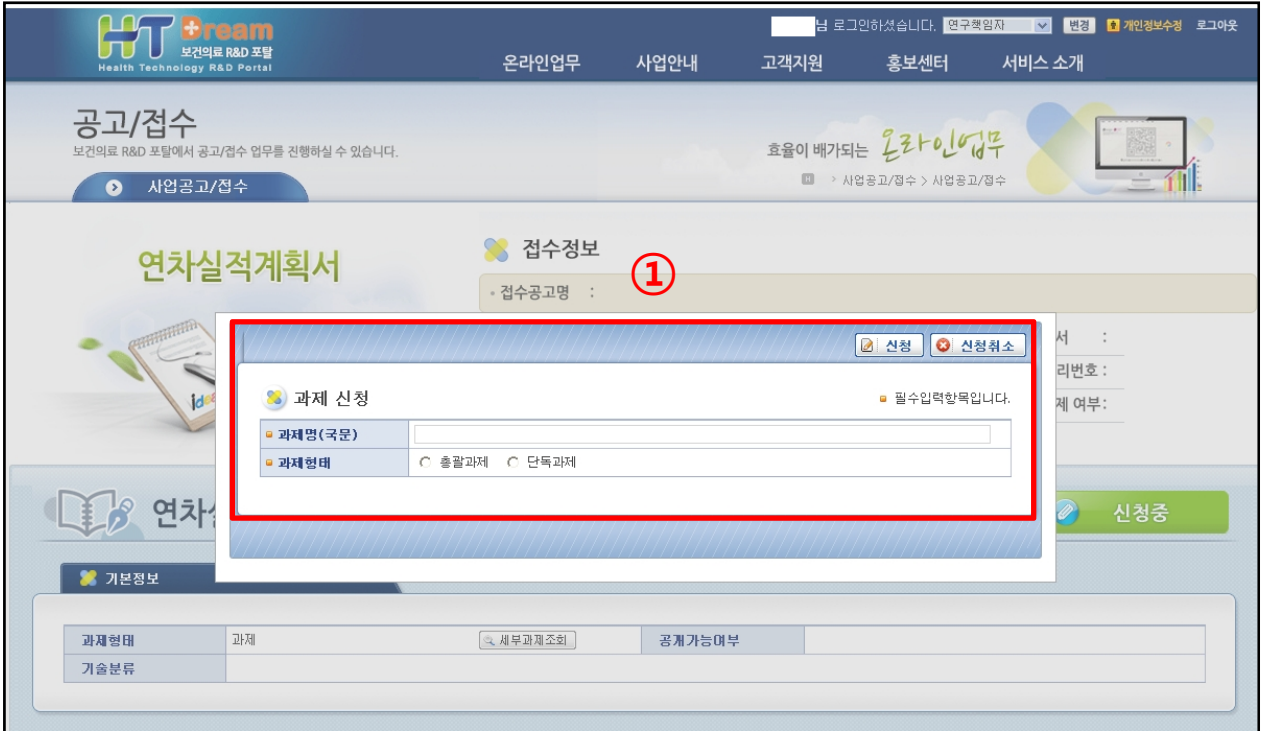 HT Dream
보건의료 R&D 포탈
Health Technology R&D Portal
님 로그인하셨습니다. 연구책임자 변경 개인정보수정 로그아웃
온라인업무 사업안내 고객지원 홍보센터 서비스 소개
공고/접수
보건의료 R&D 포탈에서 공고/접수 업무를 진행하실 수 있습니다.
사업공고/접수
효율이 배가되는 온라인업무
H > 사업공고/접수 > 사업공고/접수
연차실적계획서
접수정보
①
접수공고명 :
서 :
리번호 :
제 여부 :
신청 신청취소
과제 신청
필수입력항목입니다.
과제명(국문)
과제형태 총괄과제 단독과제
연차
신청중
기본정보
과제형태 과제 세부과제조회 공개가능여부
기술분류